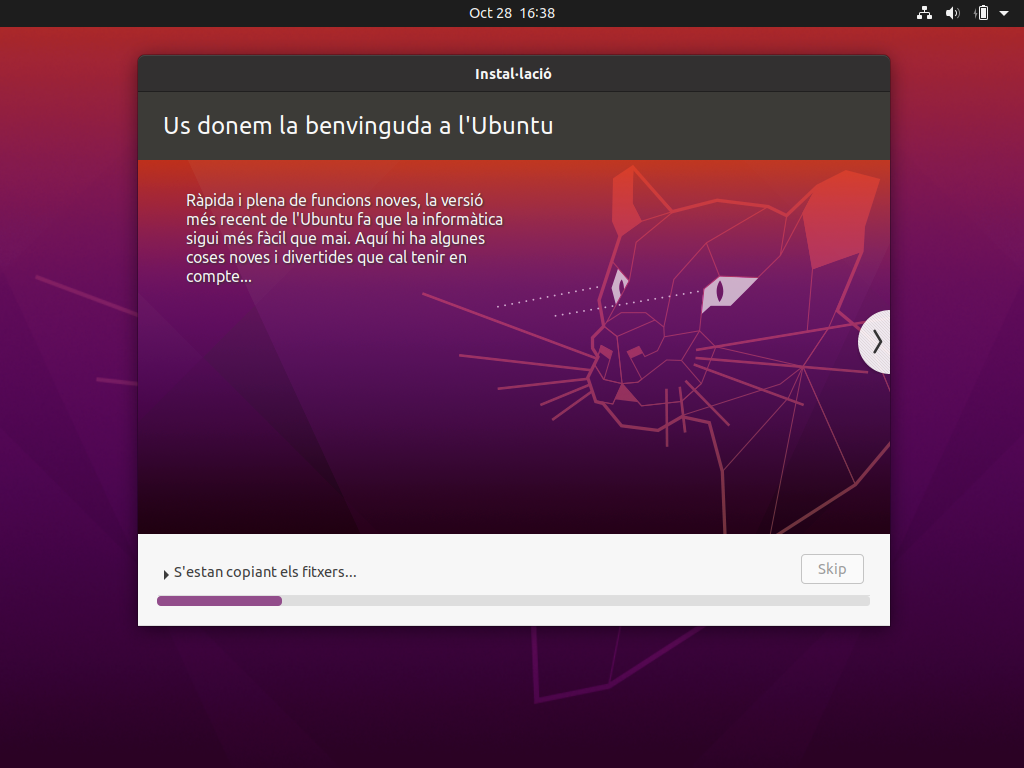 Oct 28  16:38
Instal·lació
Us donem la benvinguda a l'Ubuntu
Ràpida i plena de funcions noves, la versió
més recent de l'Ubuntu fa que la informàtica
sigui més fàcil que mai. Aquí hi ha algunes
coses noves i divertides que cal tenir en
compte...
S'estan copiant els fitxers...
Skip